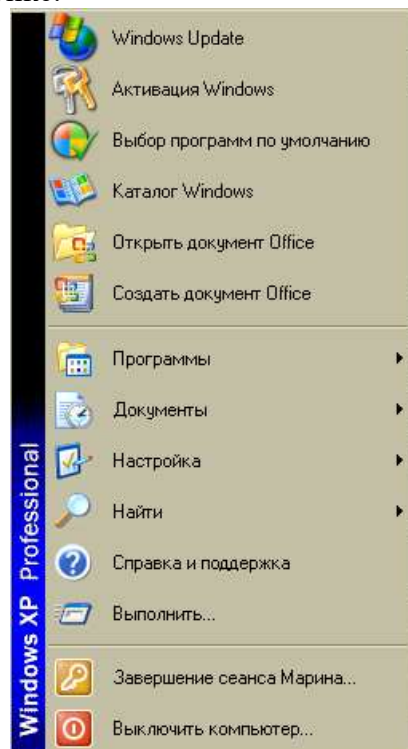 Windows Update
Активация Windows
Выбор программ по умолчанию
Каталог Windows
Открыть документ Office
Создать документ Office
Программы
Документы
Настройка
Найти
Справка и поддержка
Выполнить...
Завершение сеанса Марина...
Выключить компьютер...
Windows XP Professional